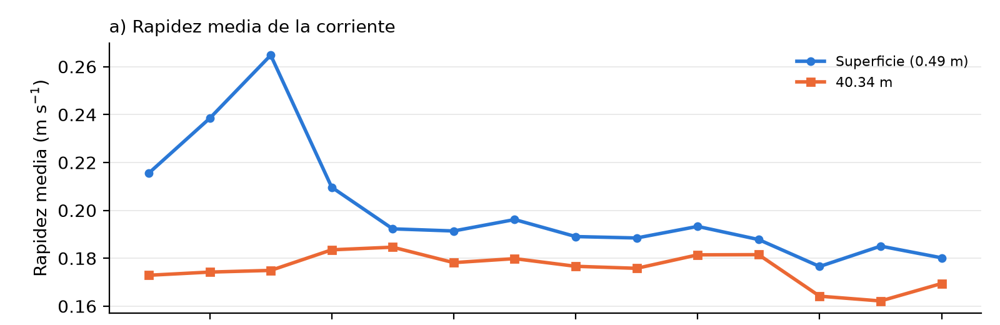 a) Rapidez media de la corriente
Rapidez media (m s⁻¹)
0.26
0.24
0.22
0.20
0.18
0.16
Superficie (0.49 m)
40.34 m